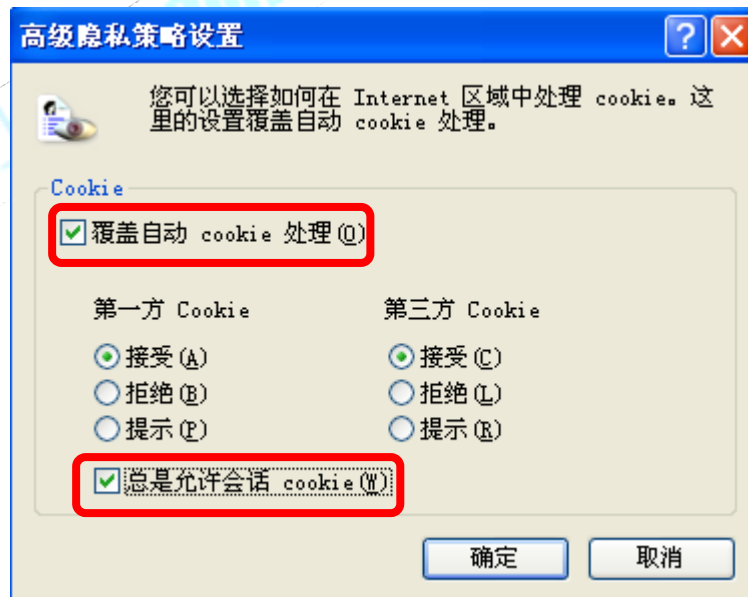 高级隐私策略设置
您可以选择如何在 Internet 区域中处理 cookie。这
里的设置覆盖自动 cookie 处理。
Cookie
覆盖自动 cookie 处理(O)
第一方 Cookie 第三方 Cookie
接受(A) 接受(C)
拒绝(B) 拒绝(L)
提示(P) 提示(R)
总是允许会话 cookie(W)
确定 取消